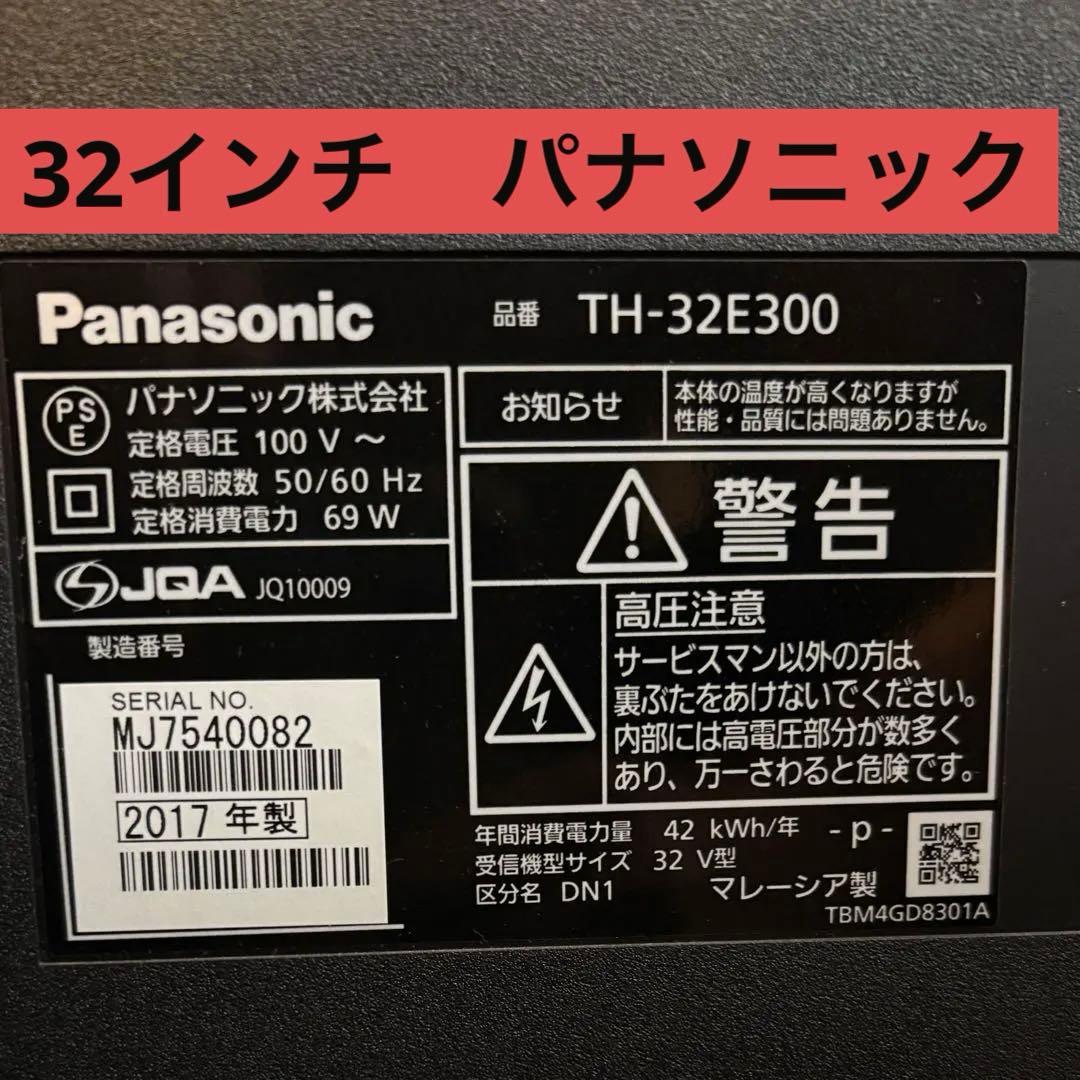 32インチ　パナソニック
Panasonic
品番 TH-32E300
PS
E
パナソニック株式会社
定格電圧 100 V ～
定格周波数 50/60 Hz
定格消費電力 69 W
JQA JQ10009
製造番号
SERIAL NO.
MJ7540082
2017 年製
お知らせ
本体の温度が高くなりますが
性能・品質には問題ありません。
警告
高圧注意
サービスマン以外の方は、
裏ぶたをあけないでください。
内部には高電圧部分が数多く
あり、万一さわると危険です。
年間消費電力量 42 kWh/年 - p -
受信機型サイズ 32 V型
区分名 DN1 マレーシア製
TBM4GD8301A